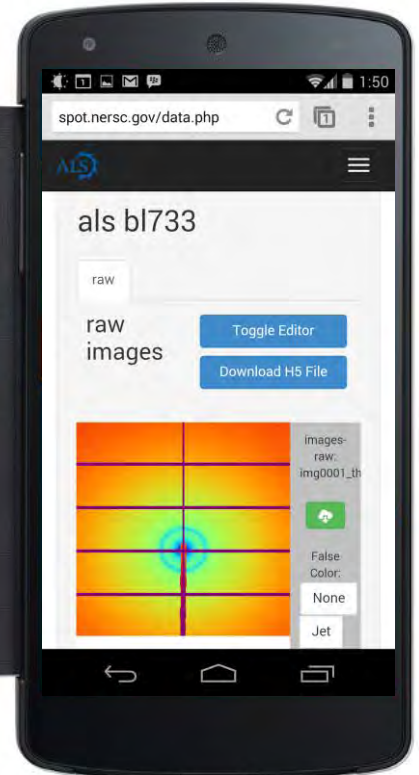 1:50
spot.nersc.gov/data.php
1
ALS
als bl733
raw
raw
images
Toggle Editor
Download H5 File
images-
raw:
img0001_th
False
Color:
None
Jet